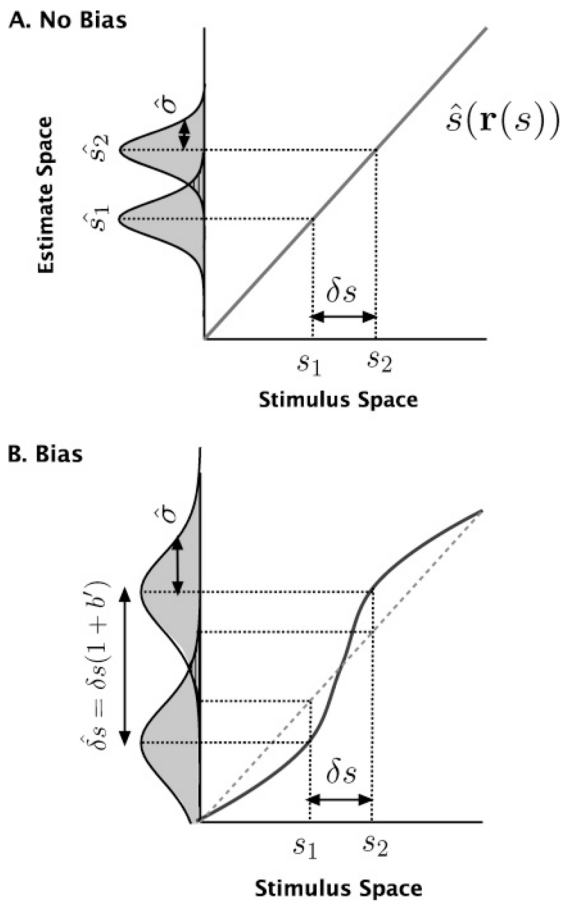 A. No Bias
Estimate Space
ŝ₂
ŝ₁
σ̂
ŝ(r(s))
δs
s₁
s₂
Stimulus Space
B. Bias
σ̂
δ̂s = δs(1 + b′)
δs
s₁
s₂
Stimulus Space